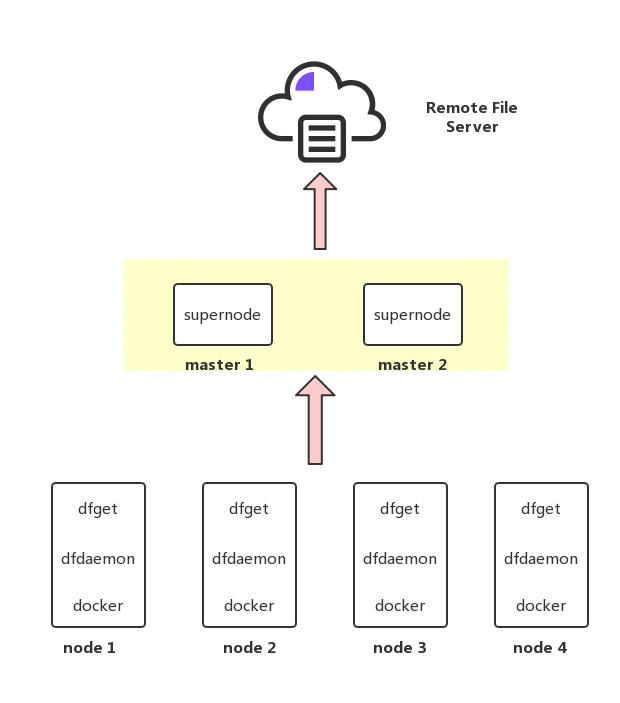 Remote File
Server
supernode
supernode
master 1
master 2
dfget
dfget
dfget
dfget
dfdaemon
dfdaemon
dfdaemon
dfdaemon
docker
docker
docker
docker
node 1
node 2
node 3
node 4